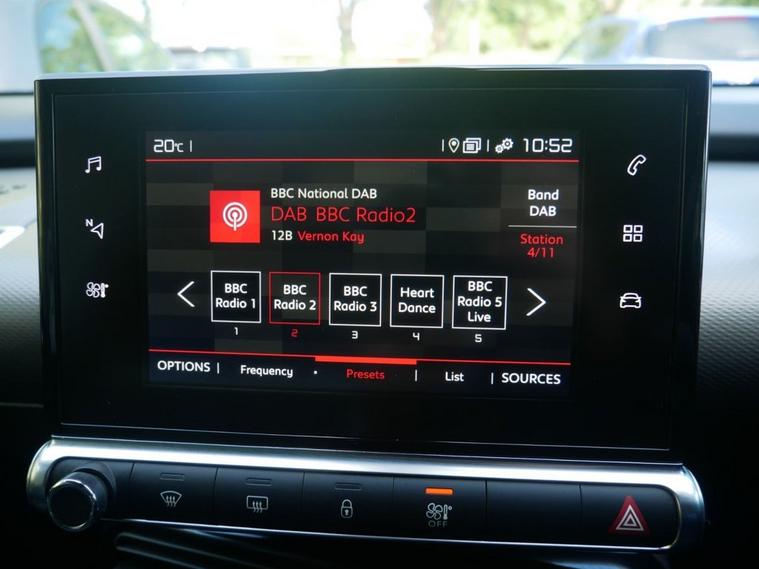 20°C
10:52
BBC National DAB
DAB BBC Radio2
12B Vernon Kay
Band
DAB
Station
4/11
BBC
Radio 1
BBC
Radio 2
BBC
Radio 3
Heart
Dance
BBC
Radio 5
Live
1
2
3
4
5
OPTIONS
Frequency
Presets
List
SOURCES
N
OFF